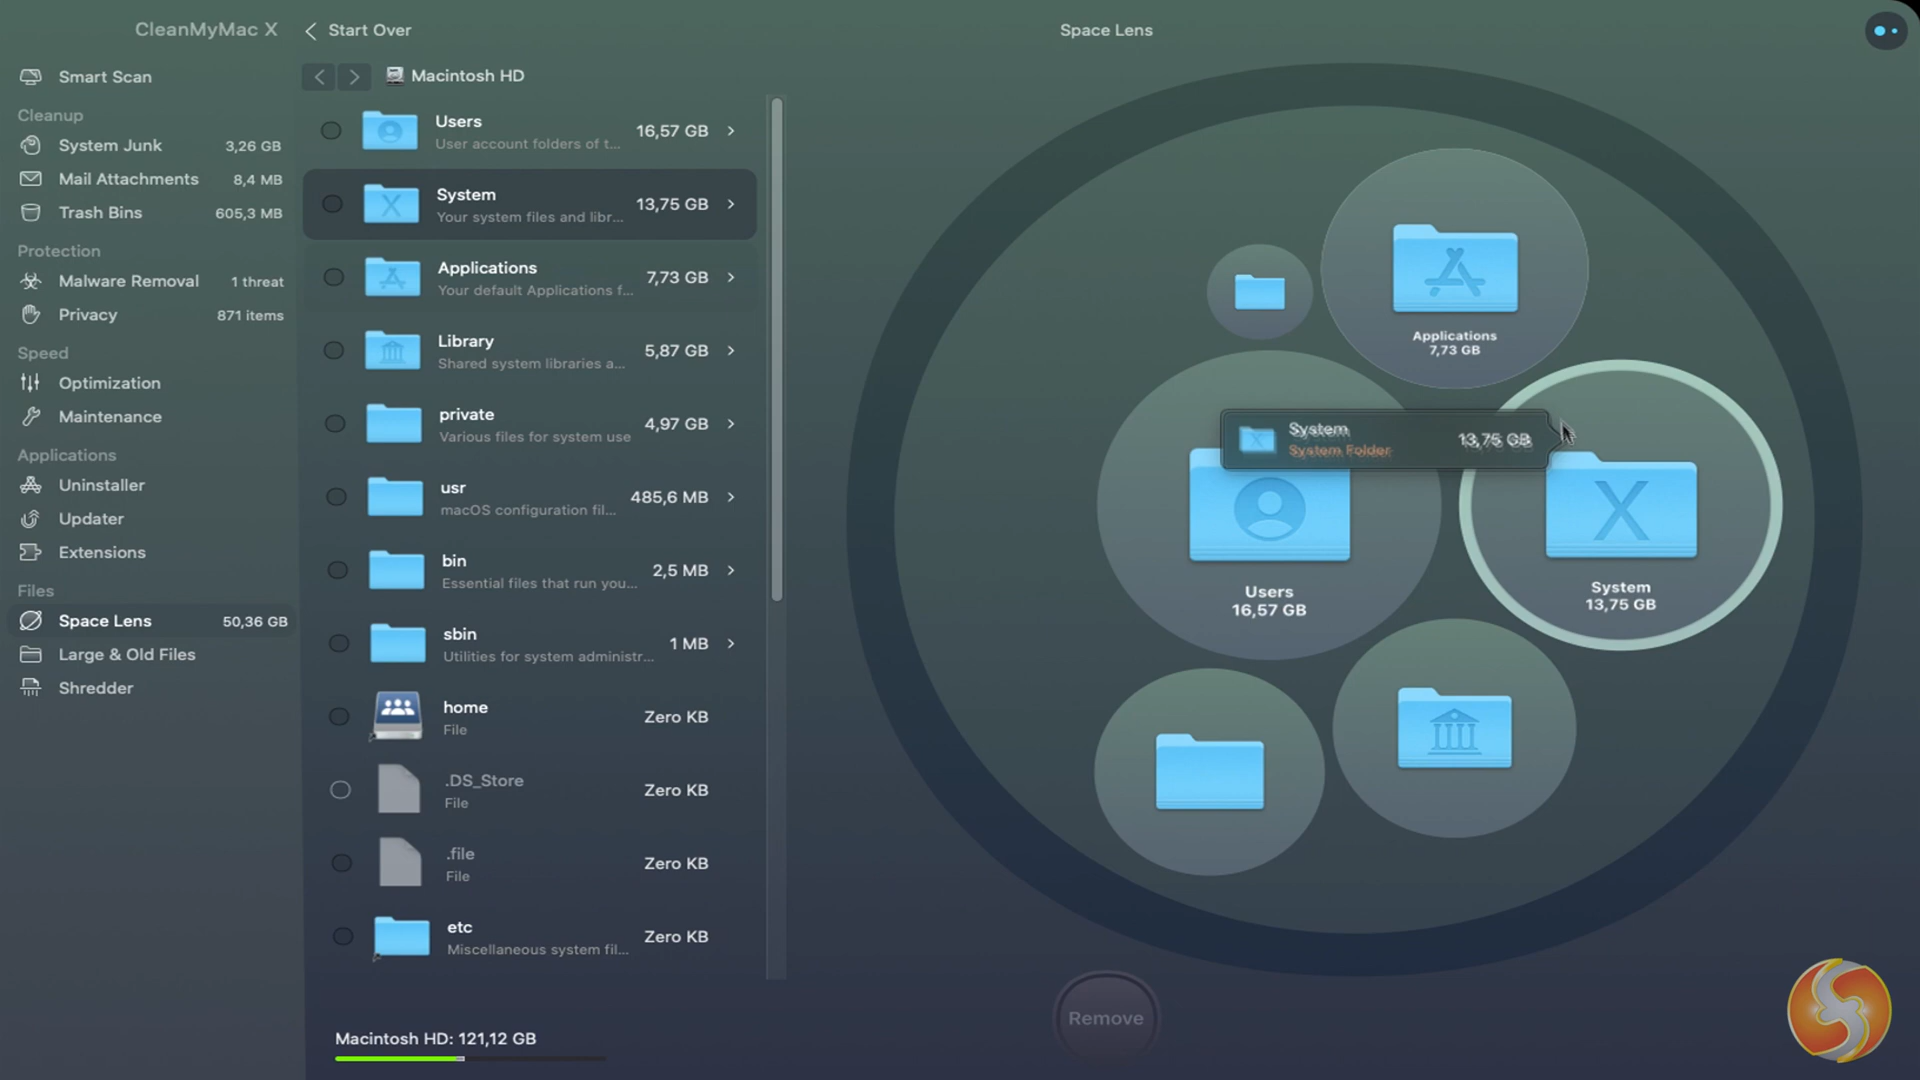 CleanMyMac X
Start Over
Space Lens
Macintosh HD
Smart Scan
Cleanup
System Junk 3,26 GB
Mail Attachments 8,4 MB
Trash Bins 605,3 MB
Protection
Malware Removal 1 threat
Privacy 871 items
Speed
Optimization
Maintenance
Applications
Uninstaller
Updater
Extensions
Files
Space Lens 50,36 GB
Large & Old Files
Shredder
Users 16,57 GB
User account folders of t...
System 13,75 GB
Your system files and libr...
Applications 7,73 GB
Your default Applications f...
Library 5,87 GB
Shared system libraries a...
private 4,97 GB
Various files for system use
usr 485,6 MB
macOS configuration fil...
bin 2,5 MB
Essential files that run you...
sbin 1 MB
Utilities for system administr...
home Zero KB
File
.DS_Store Zero KB
File
.file Zero KB
File
etc Zero KB
Miscellaneous system fil...
Macintosh HD: 121,12 GB
Applications
7,73 GB
System 13,75 GB
System Folder
X
Users
16,57 GB
System
13,75 GB
Remove